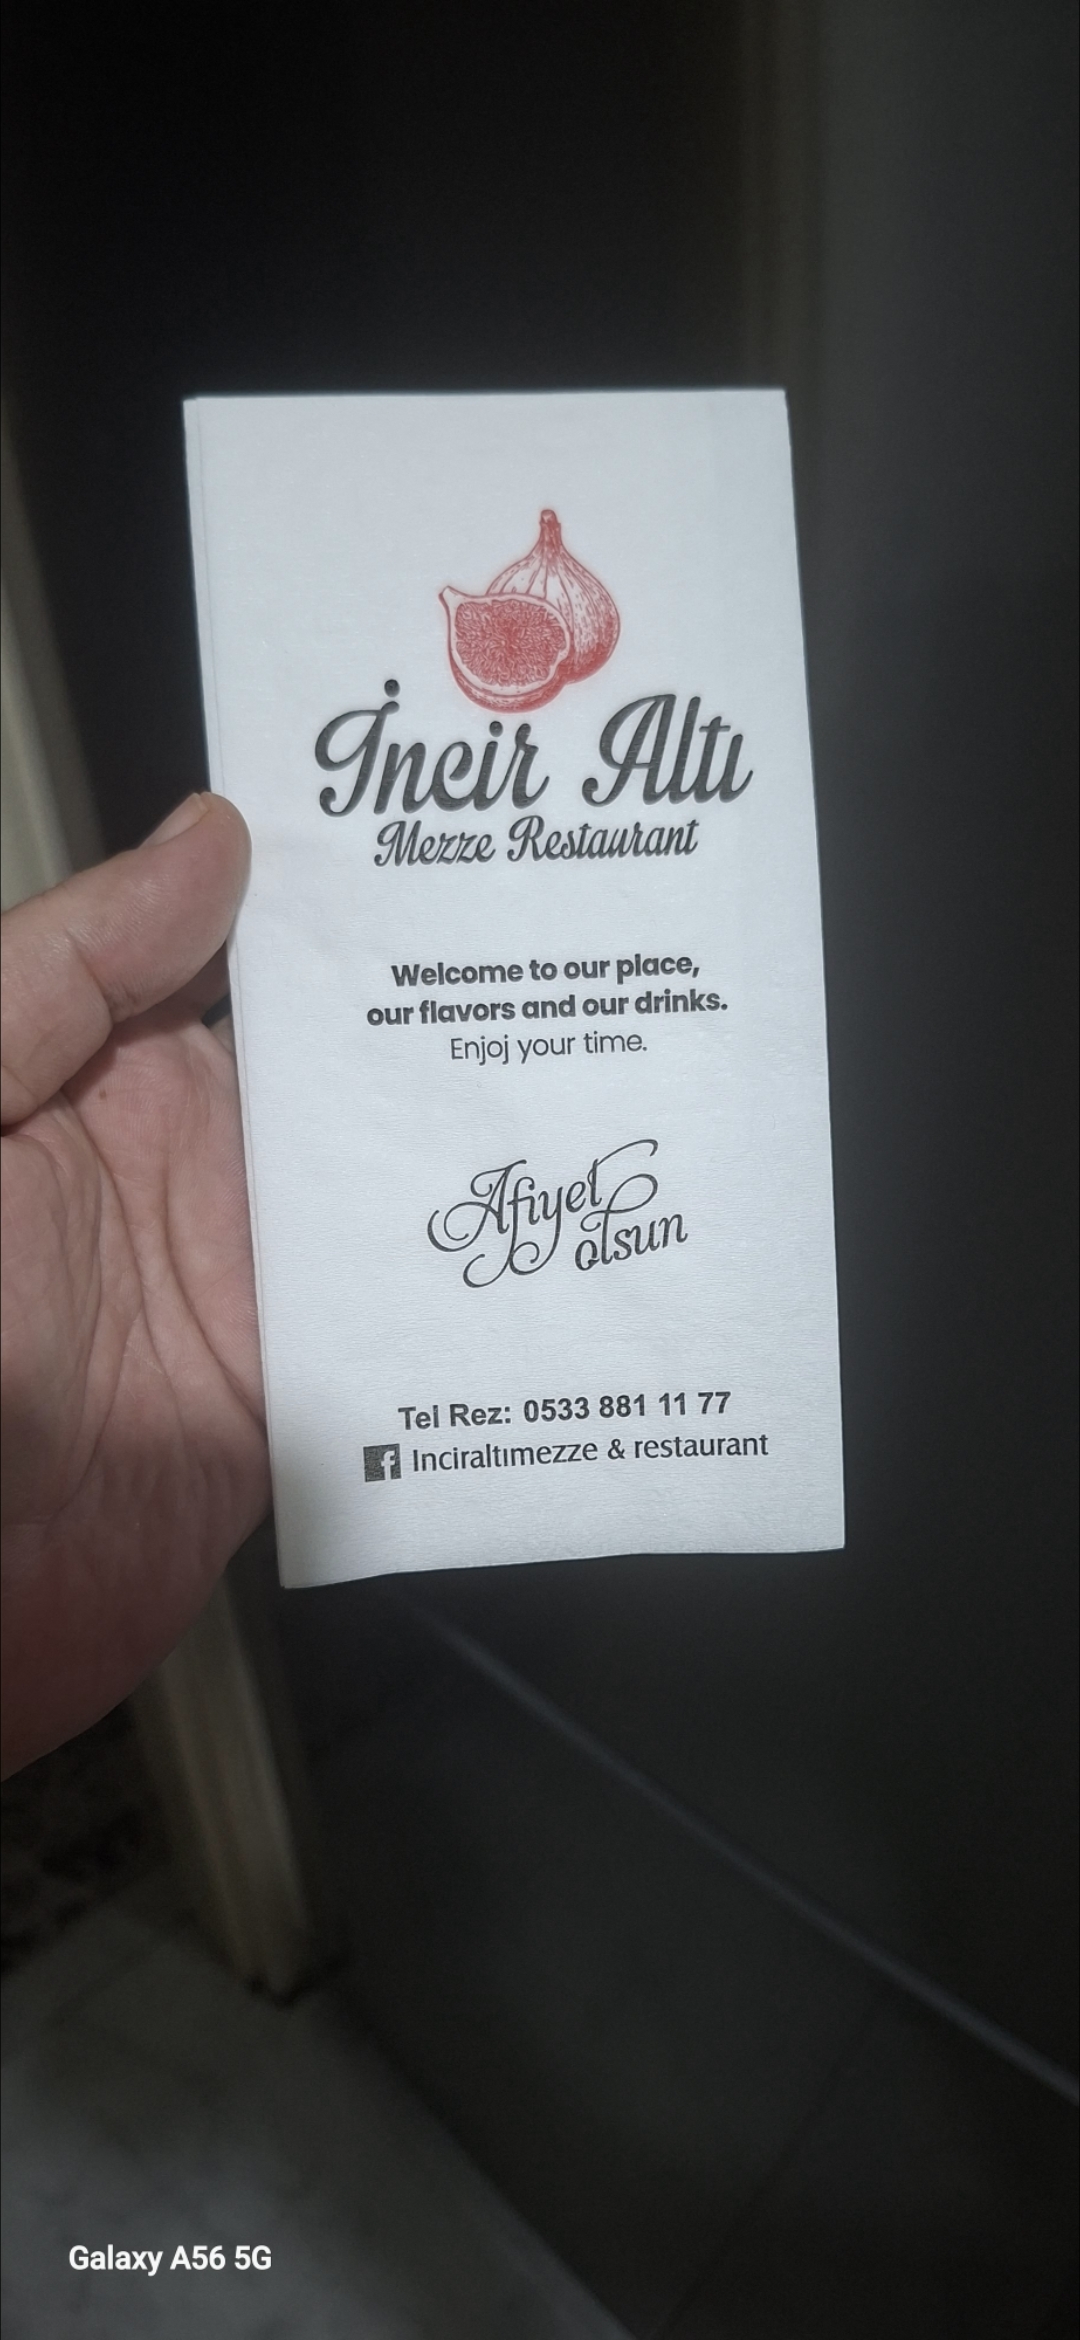 İncir Altı
Mezze Restaurant
Welcome to our place,
our flavors and our drinks.
Enjoj your time.
Afiyet
olsun
Tel Rez: 0533 881 11 77
f Inciraltımezze & restaurant
Galaxy A56 5G